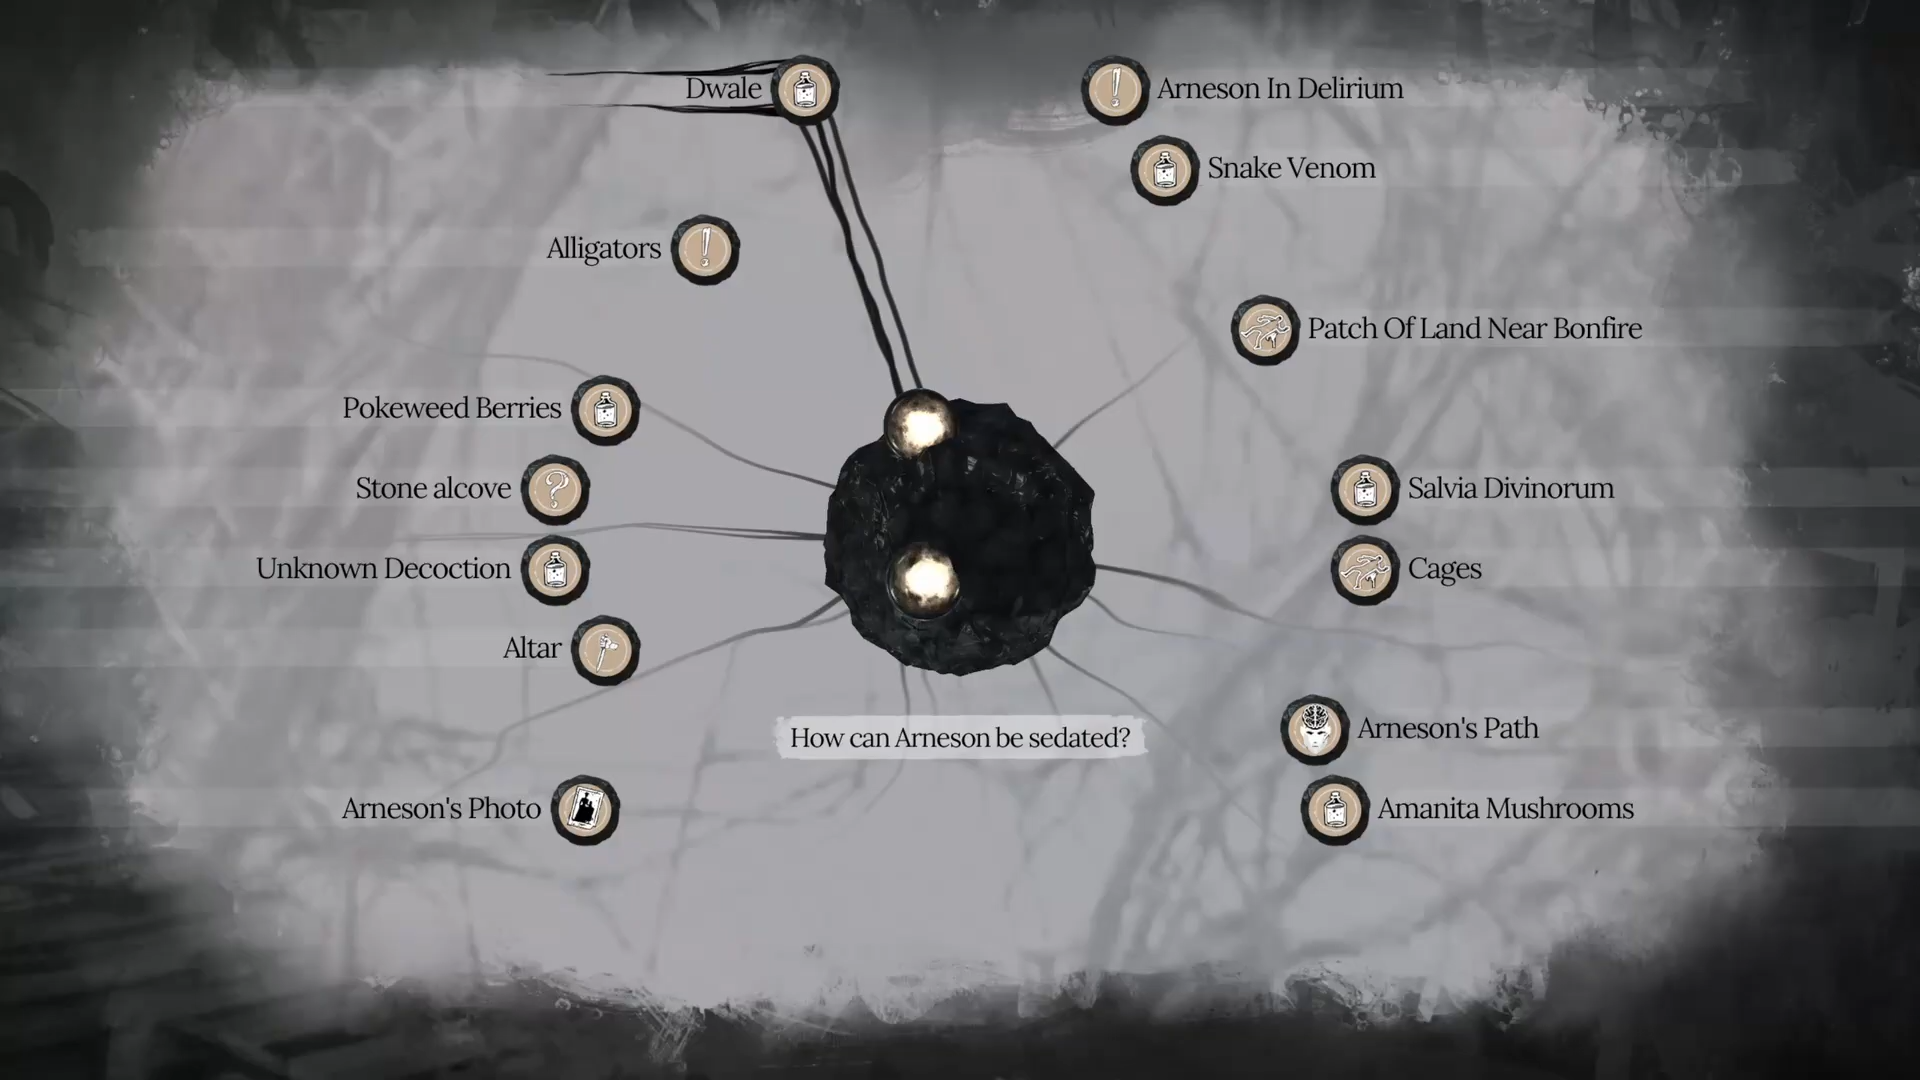 Dwale
Arneson In Delirium
Snake Venom
Alligators
Patch Of Land Near Bonfire
Pokeweed Berries
Stone alcove
Salvia Divinorum
Unknown Decoction
Cages
Altar
Arneson's Path
How can Arneson be sedated?
Arneson's Photo
Amanita Mushrooms